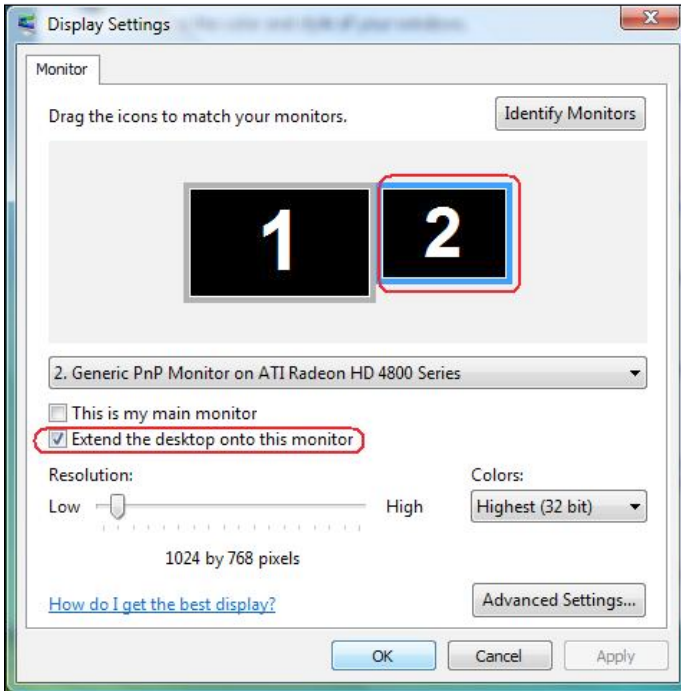 Display Settings
Monitor
Drag the icons to match your monitors.
Identify Monitors
1
2
2. Generic PnP Monitor on ATI Radeon HD 4800 Series
This is my main monitor
Extend the desktop onto this monitor
Resolution:
Colors:
Low
High
Highest (32 bit)
1024 by 768 pixels
How do I get the best display?
Advanced Settings...
OK
Cancel
Apply